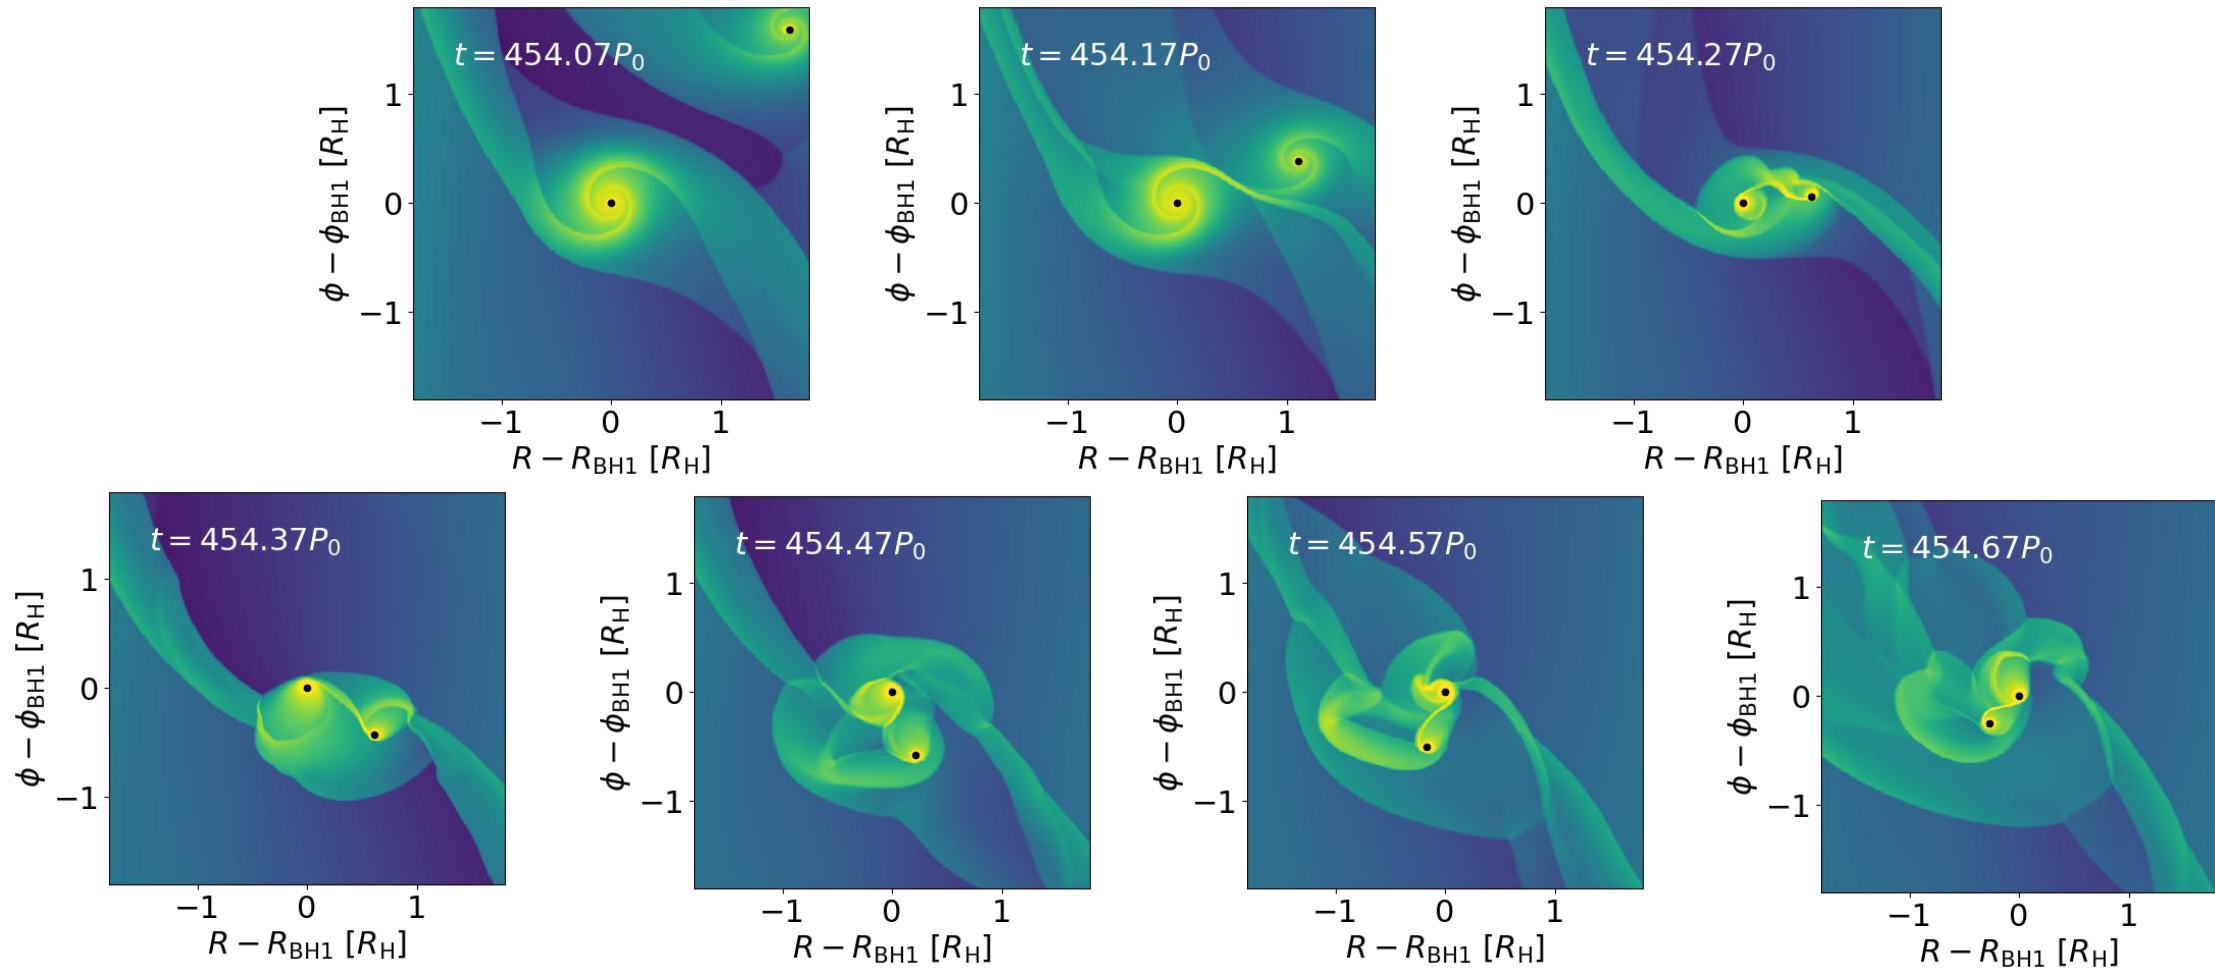 t = 454.07P₀
1
0
−1
ϕ − ϕ_BH1 [R_H]
−1 0 1
R − R_BH1 [R_H]
t = 454.17P₀
1
0
−1
ϕ − ϕ_BH1 [R_H]
−1 0 1
R − R_BH1 [R_H]
t = 454.27P₀
1
0
−1
ϕ − ϕ_BH1 [R_H]
−1 0 1
R − R_BH1 [R_H]
t = 454.37P₀
1
0
−1
ϕ − ϕ_BH1 [R_H]
−1 0 1
R − R_BH1 [R_H]
t = 454.47P₀
1
0
−1
ϕ − ϕ_BH1 [R_H]
−1 0 1
R − R_BH1 [R_H]
t = 454.57P₀
1
0
−1
ϕ − ϕ_BH1 [R_H]
−1 0 1
R − R_BH1 [R_H]
t = 454.67P₀
1
0
−1
ϕ − ϕ_BH1 [R_H]
−1 0 1
R − R_BH1 [R_H]